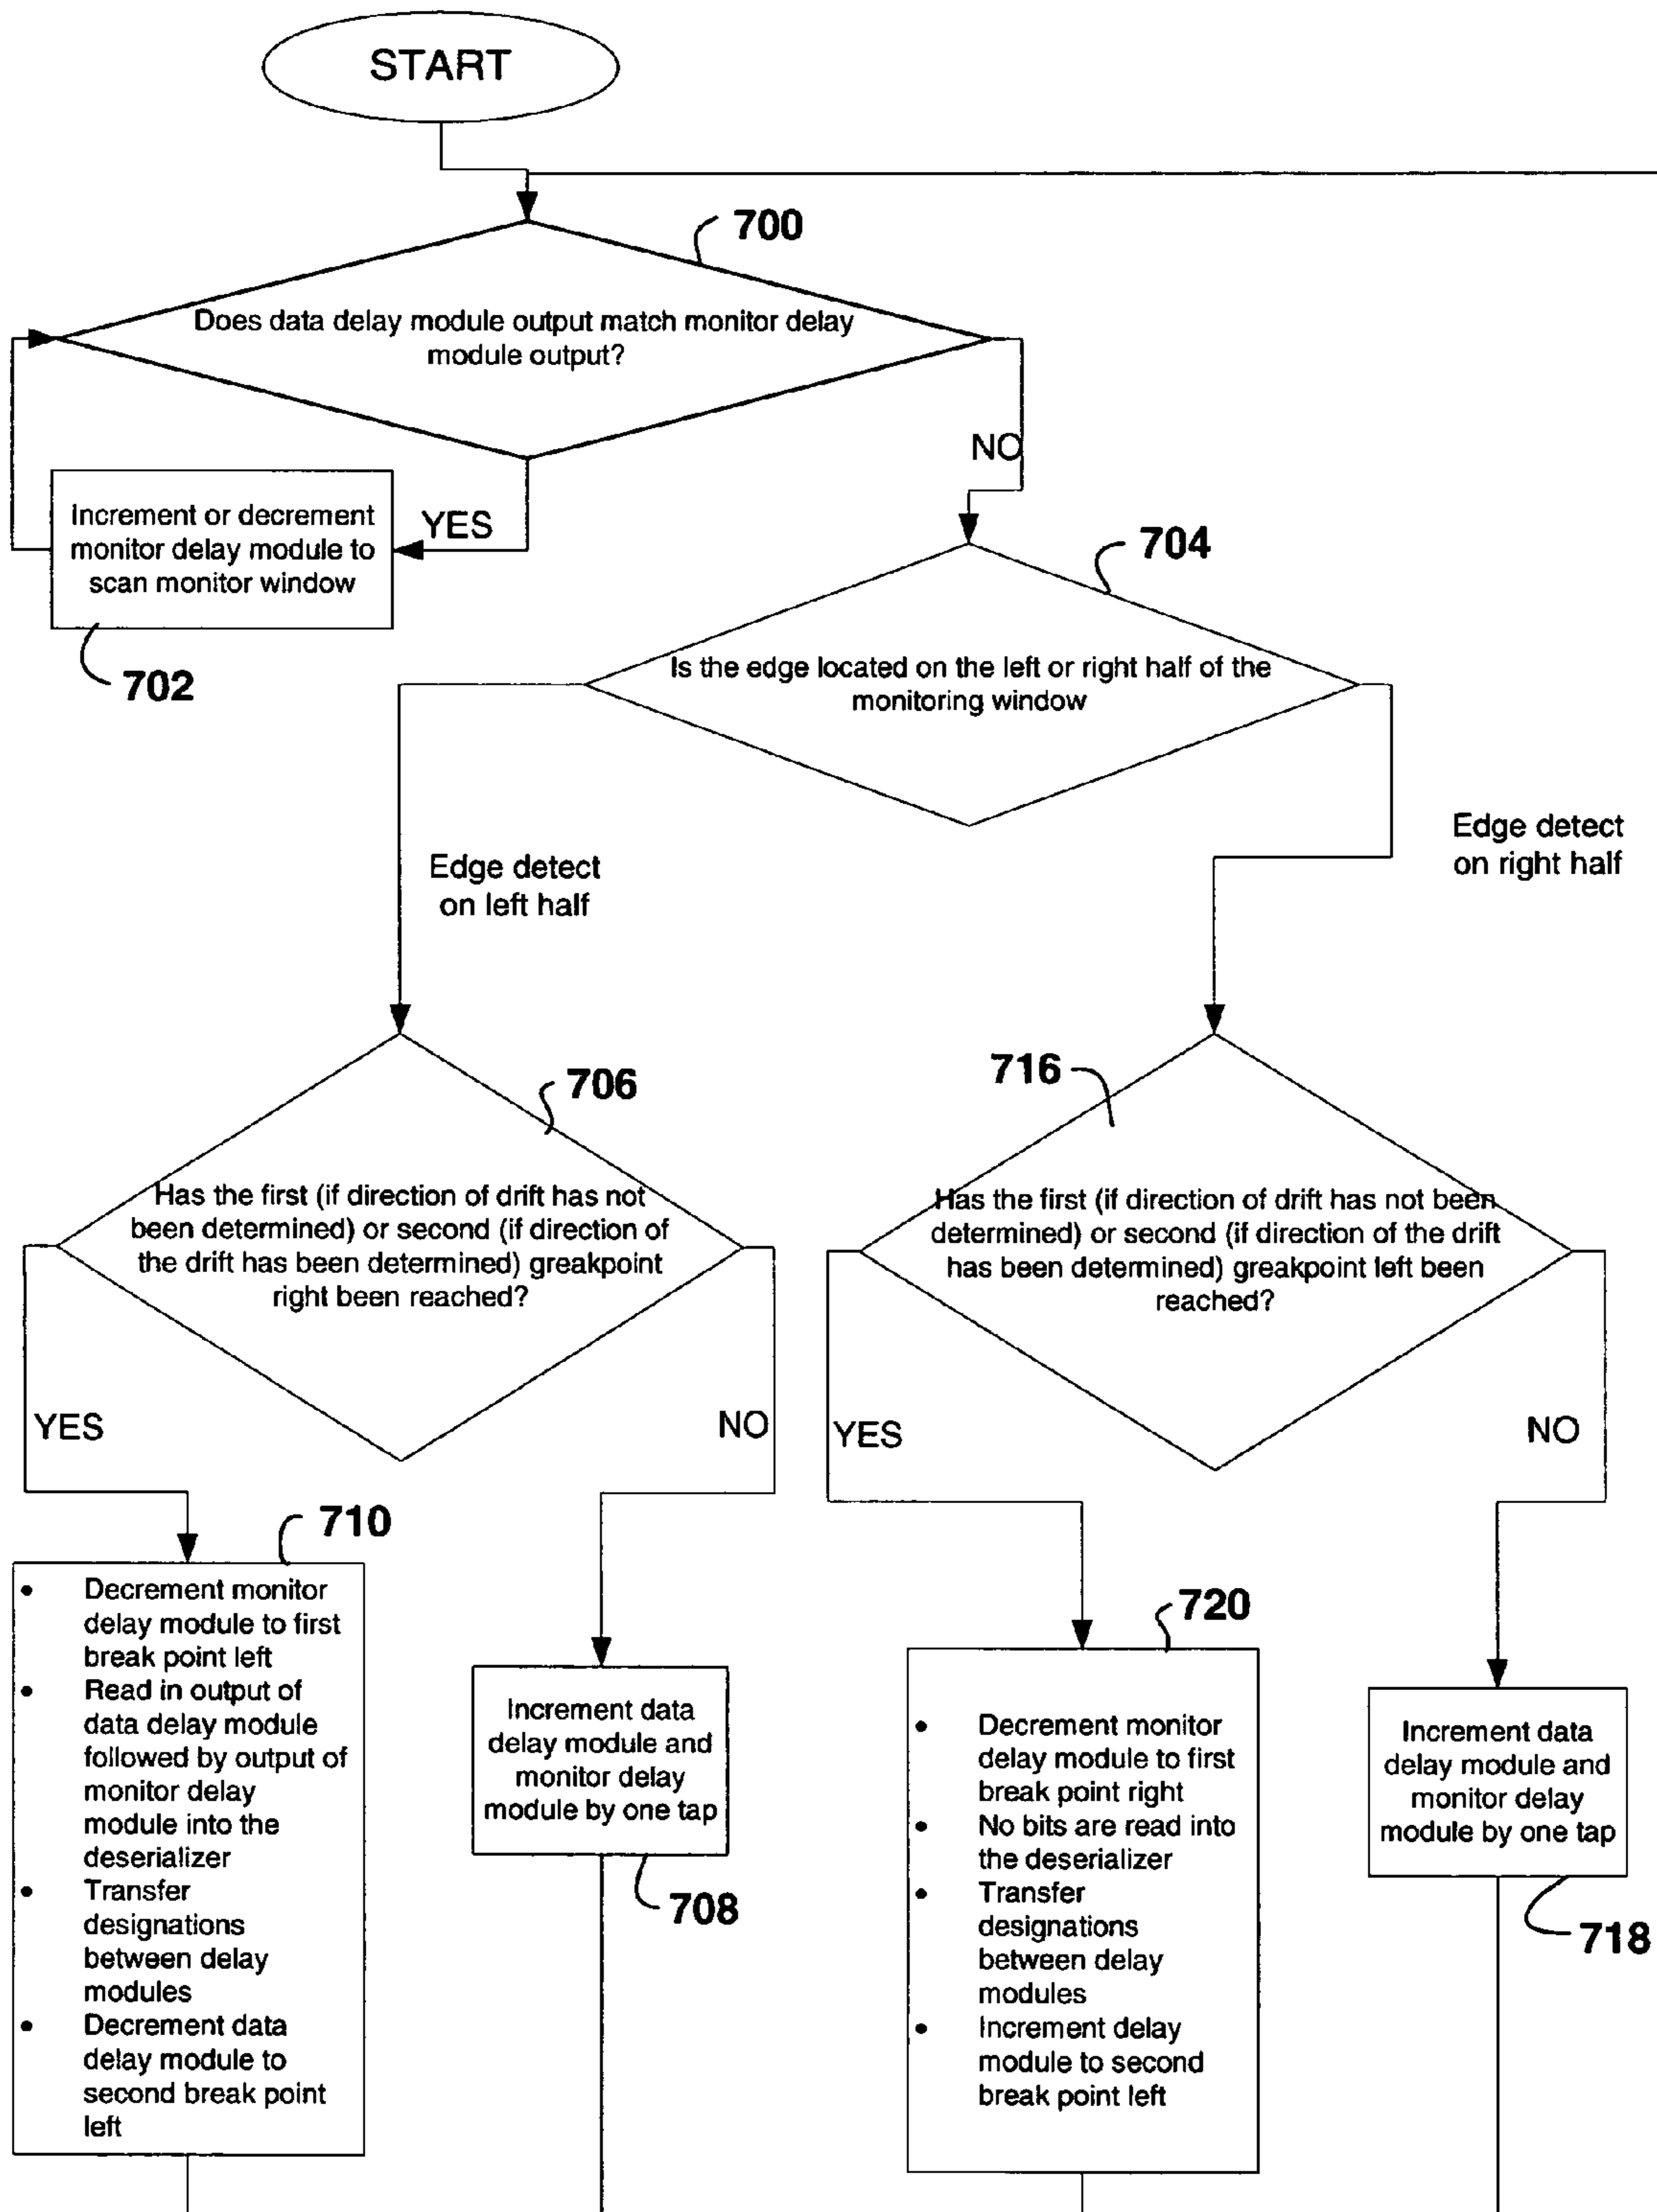 START
700
Does data delay module output match monitor delay
module output?
NO
YES
Increment or decrement
monitor delay module to
scan monitor window
702
704
Is the edge located on the left or right half of the
monitoring window
Edge detect
on left half
Edge detect
on right half
706
Has the first (if direction of drift has not
been determined) or second (if direction of
the drift has been determined) greakpoint
right been reached?
YES
NO
716
Has the first (if direction of drift has not been
determined) or second (if direction of the drift
has been determined) greakpoint left been
reached?
YES
NO
710
• Decrement monitor
delay module to first
break point left
• Read in output of
data delay module
followed by output of
monitor delay
module into the
deserializer
• Transfer
designations
between delay
modules
• Decrement data
delay module to
second break point
left
Increment data
delay module and
monitor delay
module by one tap
708
720
• Decrement monitor
delay module to first
break point right
• No bits are read into
the deserializer
• Transfer
designations
between delay
modules
• Increment delay
module to second
break point left
Increment data
delay module and
monitor delay
module by one tap
718